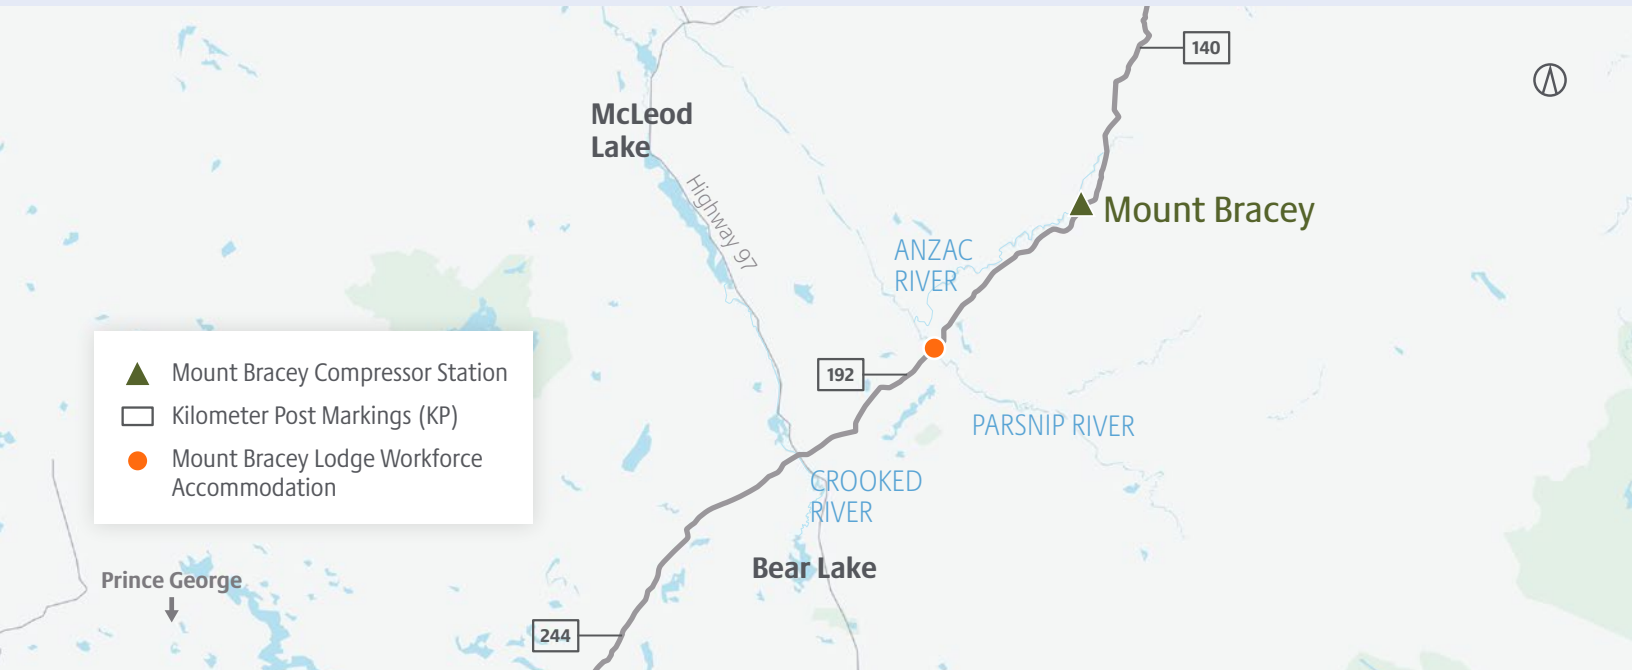 140
McLeod
Lake
Highway 97
Mount Bracey
ANZAC
RIVER
192
Mount Bracey Compressor Station
Kilometer Post Markings (KP)
Mount Bracey Lodge Workforce
Accommodation
PARSNIP RIVER
CROOKED
RIVER
Bear Lake
Prince George
244